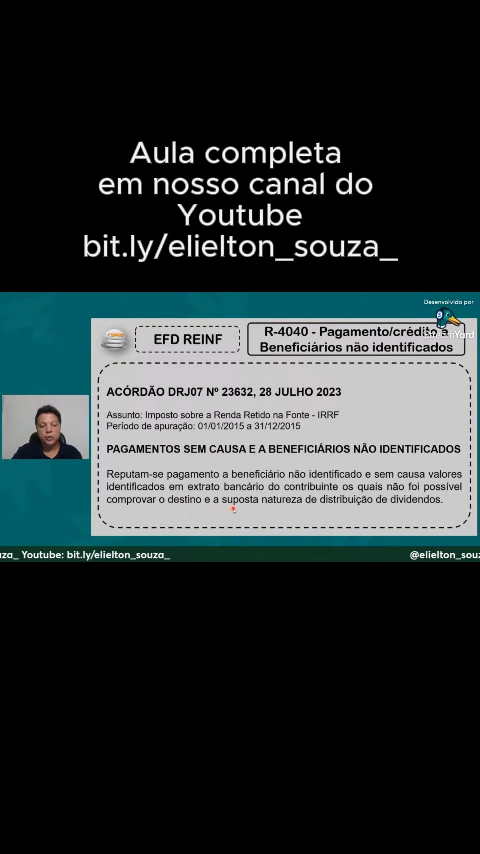 Aula completa
em nosso canal do
Youtube
bit.ly/elielton_souza_
Desenvolvido por
StreamYard
EFD REINF
R-4040 - Pagamento/crédito a
Beneficiários não identificados
ACÓRDÃO DRJ07 Nº 23632, 28 JULHO 2023
Assunto: Imposto sobre a Renda Retido na Fonte - IRRF
Período de apuração: 01/01/2015 a 31/12/2015
PAGAMENTOS SEM CAUSA E A BENEFICIÁRIOS NÃO IDENTIFICADOS
Reputam-se pagamento a beneficiário não identificado e sem causa valores
identificados em extrato bancário do contribuinte os quais não foi possível
comprovar o destino e a suposta natureza de distribuição de dividendos.
uza_ Youtube: bit.ly/elielton_souza_
@elielton_souz